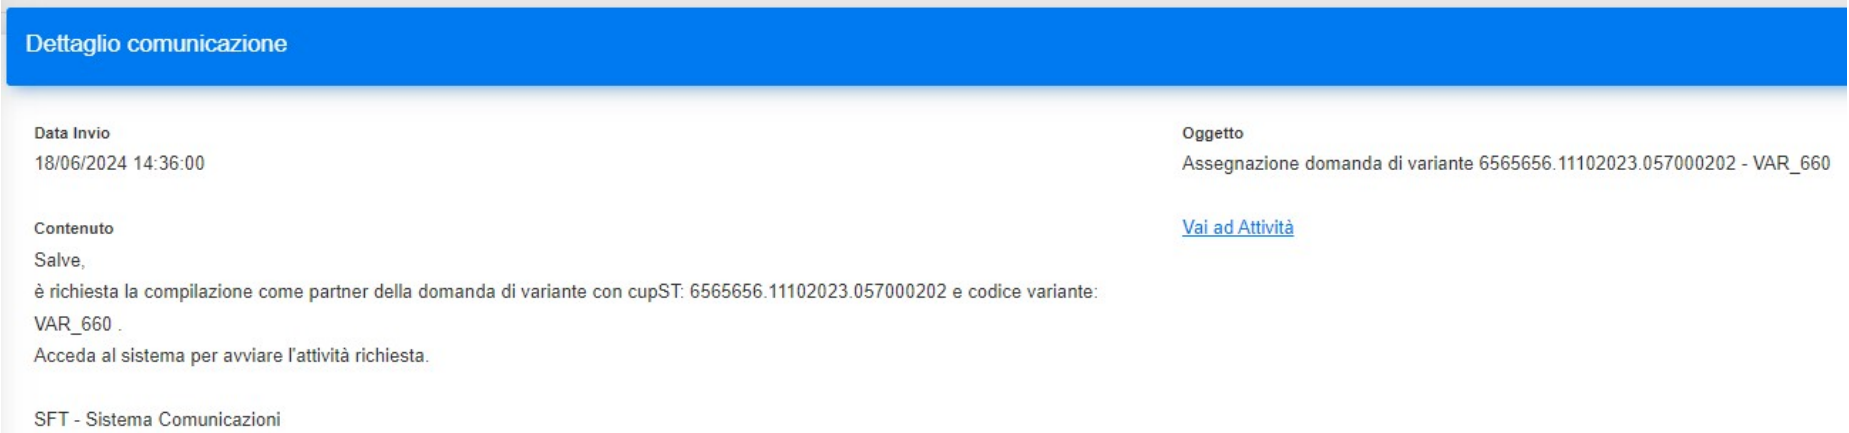 Dettaglio comunicazione
Data Invio
18/06/2024 14:36:00
Oggetto
Assegnazione domanda di variante 6565656.11102023.057000202 - VAR_660
Vai ad Attività
Contenuto
Salve,
è richiesta la compilazione come partner della domanda di variante con cupST: 6565656.11102023.057000202 e codice variante:
VAR_660 .
Acceda al sistema per avviare l'attività richiesta.
SFT - Sistema Comunicazioni